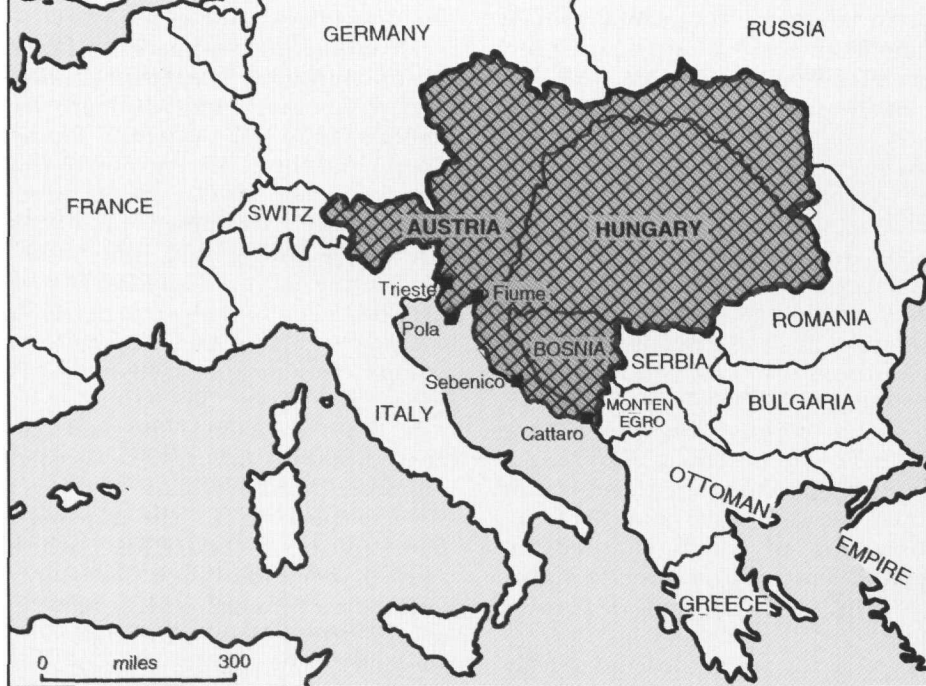 GERMANY
RUSSIA
FRANCE
SWITZ
AUSTRIA
HUNGARY
Trieste
Fiume
Pola
ROMANIA
BOSNIA
SERBIA
Sebenico
ITALY
MONTEN
EGRO
BULGARIA
Cattaro
OTTOMAN
EMPIRE
GREECE
0 miles 300